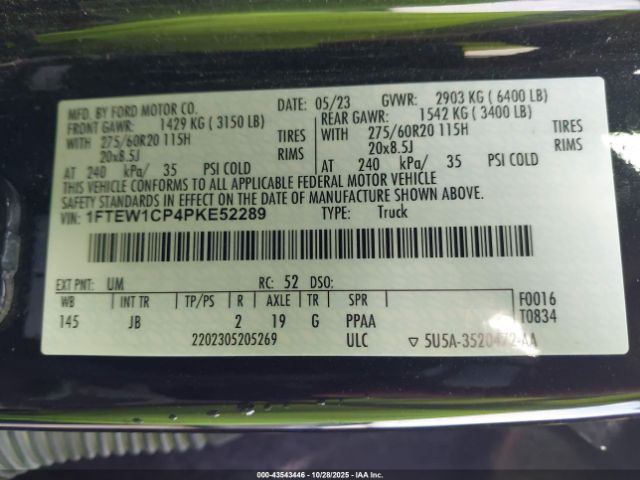 MFD. BY FORD MOTOR CO.
DATE: 05/23 GVWR: 2903 KG ( 6400 LB)
FRONT GAWR: 1429 KG ( 3150 LB)
REAR GAWR: 1542 KG ( 3400 LB)
WITH 275/60R20 115H TIRES
WITH 275/60R20 115H TIRES
20x8.5J RIMS
20x8.5J RIMS
AT 240 kPa/ 35 PSI COLD
AT 240 kPa/ 35 PSI COLD
THIS VEHICLE CONFORMS TO ALL APPLICABLE FEDERAL MOTOR VEHICLE
SAFETY STANDARDS IN EFFECT ON THE DATE OF MANUFACTURE SHOWN ABOVE.
VIN: 1FTEW1CP4PKE52289 TYPE: Truck
EXT PNT: UM RC: 52 DSO:
WB INT TR TP/PS R AXLE TR SPR
F0016
145 JB 2 19 G PPAA
T0834
2202305205269 ULC
▽ 5U5A-3520472-AA
000-43543446 - 10/28/2025 - IAAI, Inc.